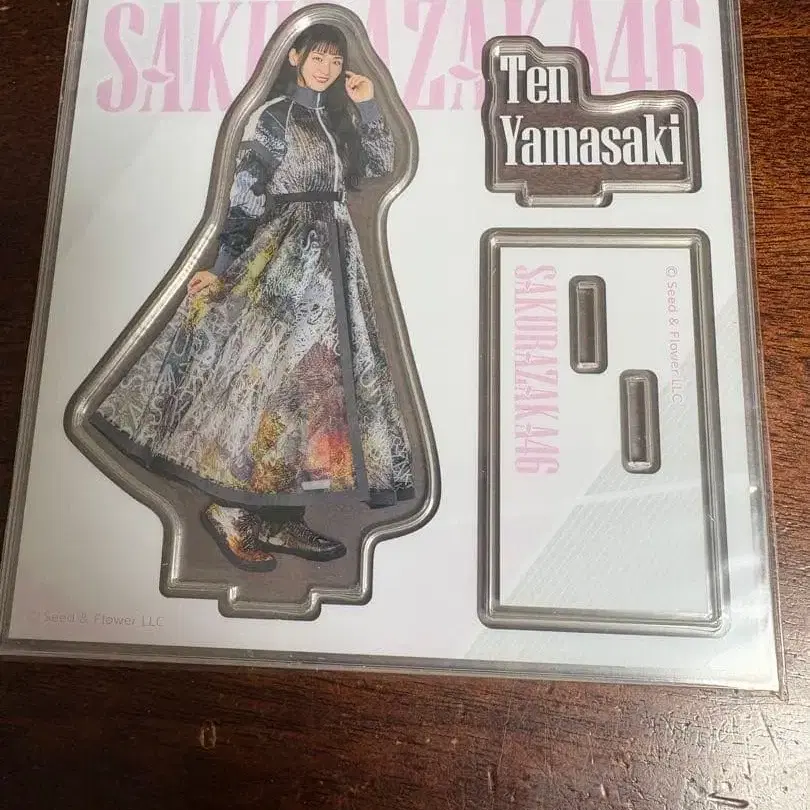 SAKURAZAKA46
Ten
Yamasaki
SAKURAZAKA46
© Seed & Flower LLC
© Seed & Flower LLC